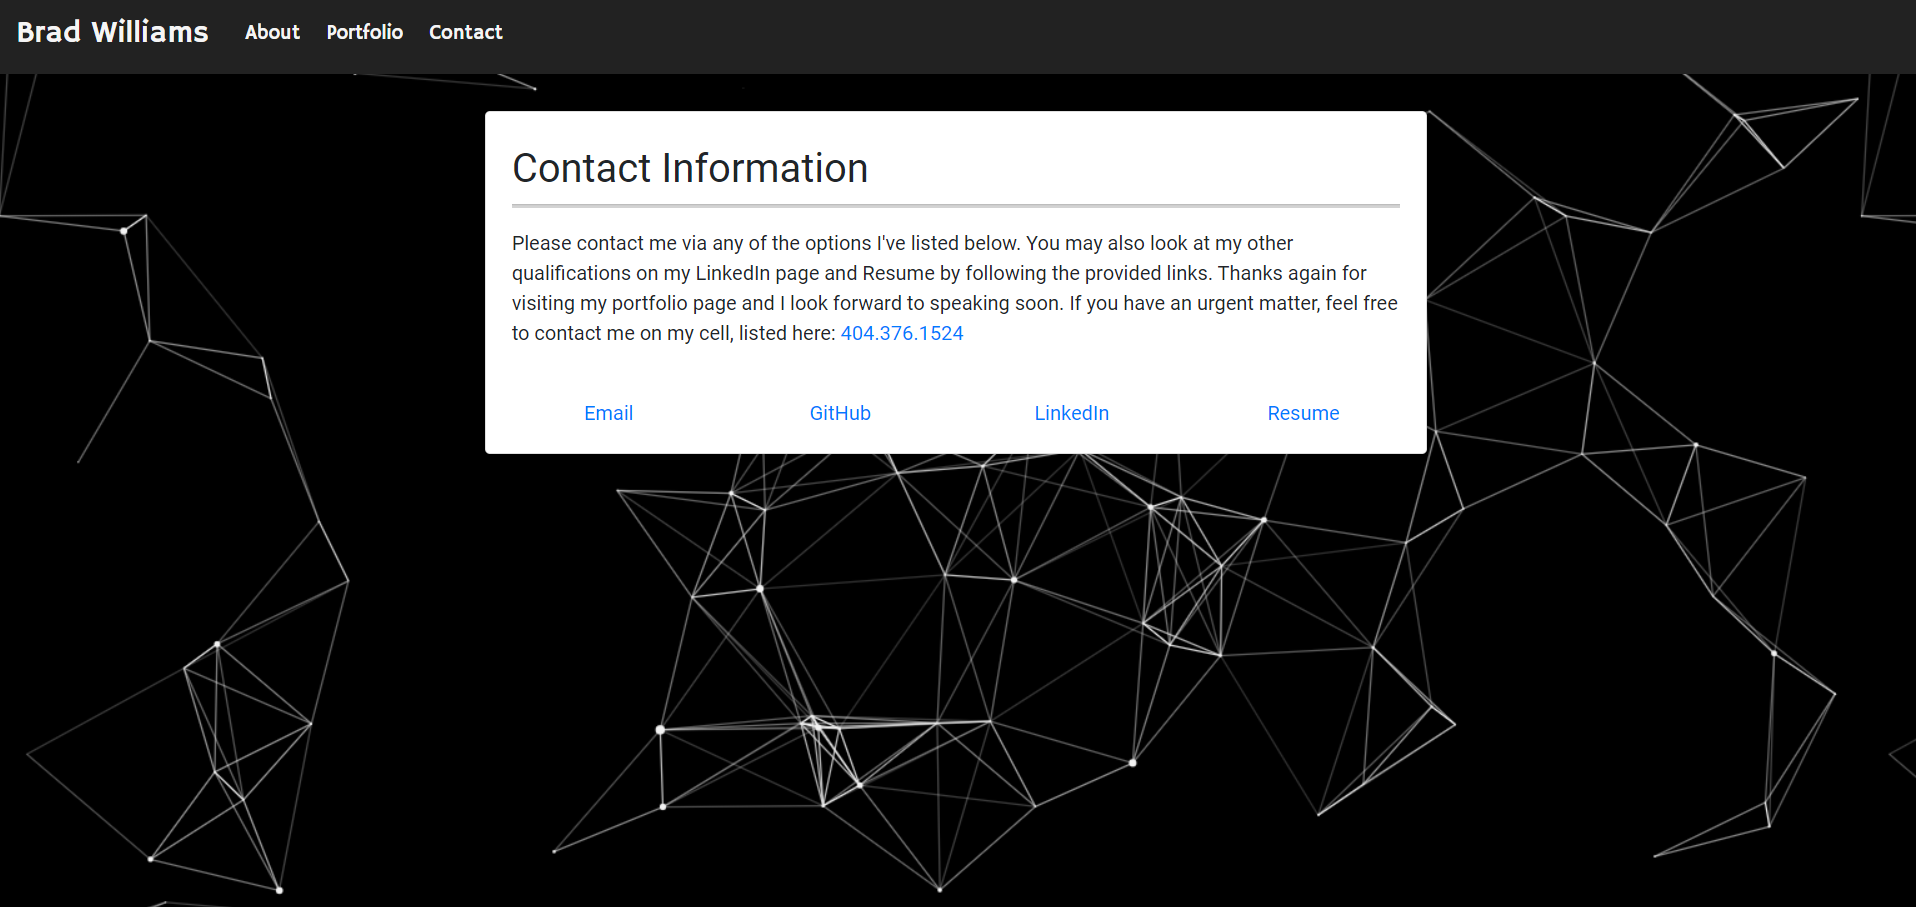 Brad Williams About Portfolio Contact
Contact Information
Please contact me via any of the options I've listed below. You may also look at my other
qualifications on my LinkedIn page and Resume by following the provided links. Thanks again for
visiting my portfolio page and I look forward to speaking soon. If you have an urgent matter, feel free
to contact me on my cell, listed here: 404.376.1524
Email GitHub LinkedIn Resume